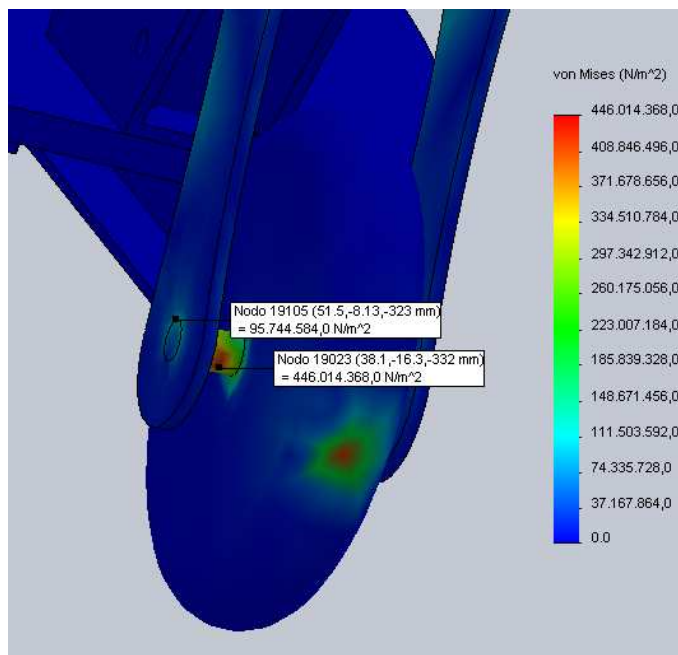 von Mises (N/m^2)
446.014.368,0
408.846.496,0
371.678.656,0
334.510.784,0
297.342.912,0
260.175.056,0
223.007.184,0
185.839.328,0
148.671.456,0
111.503.592,0
74.335.728,0
37.167.864,0
0.0
Nodo 19105 (51.5,-8.13,-323 mm)
= 95.744.584,0 N/m^2
Nodo 19023 (38.1,-16.3,-332 mm)
= 446.014.368,0 N/m^2